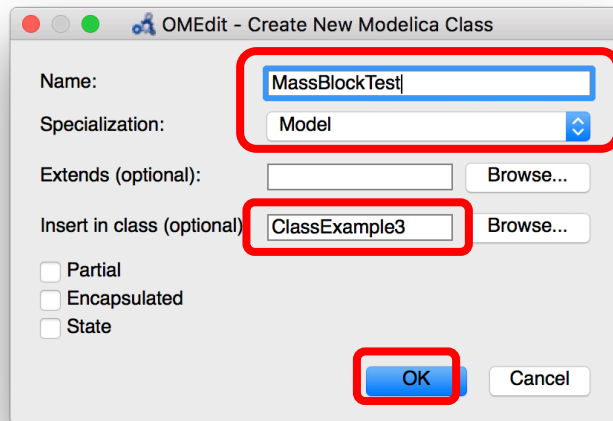 OMEdit - Create New Modelica Class
Name: MassBlockTest
Specialization: Model
Extends (optional): Browse...
Insert in class (optional) ClassExample3 Browse...
Partial
Encapsulated
State
OK Cancel